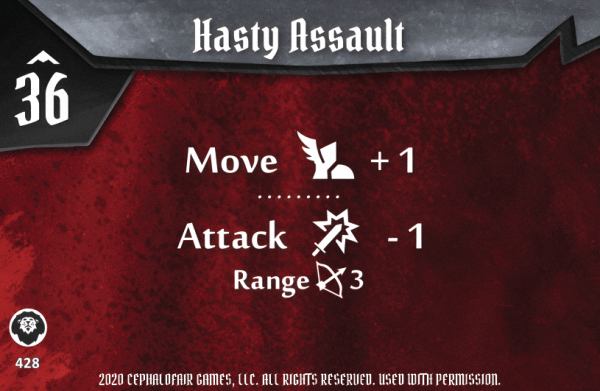 Hasty Assault
36
Move + 1
Attack - 1
Range 3
428
2020 CEPHALOFAIR GAMES, LLC. ALL RIGHTS RESERVED. USED WITH PERMISSION.